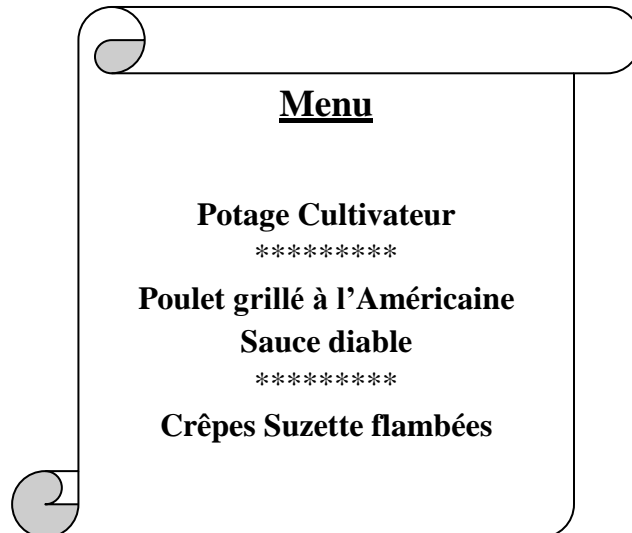 Menu
Potage Cultivateur
*********
Poulet grillé à l’Américaine
Sauce diable
*********
Crêpes Suzette flambées